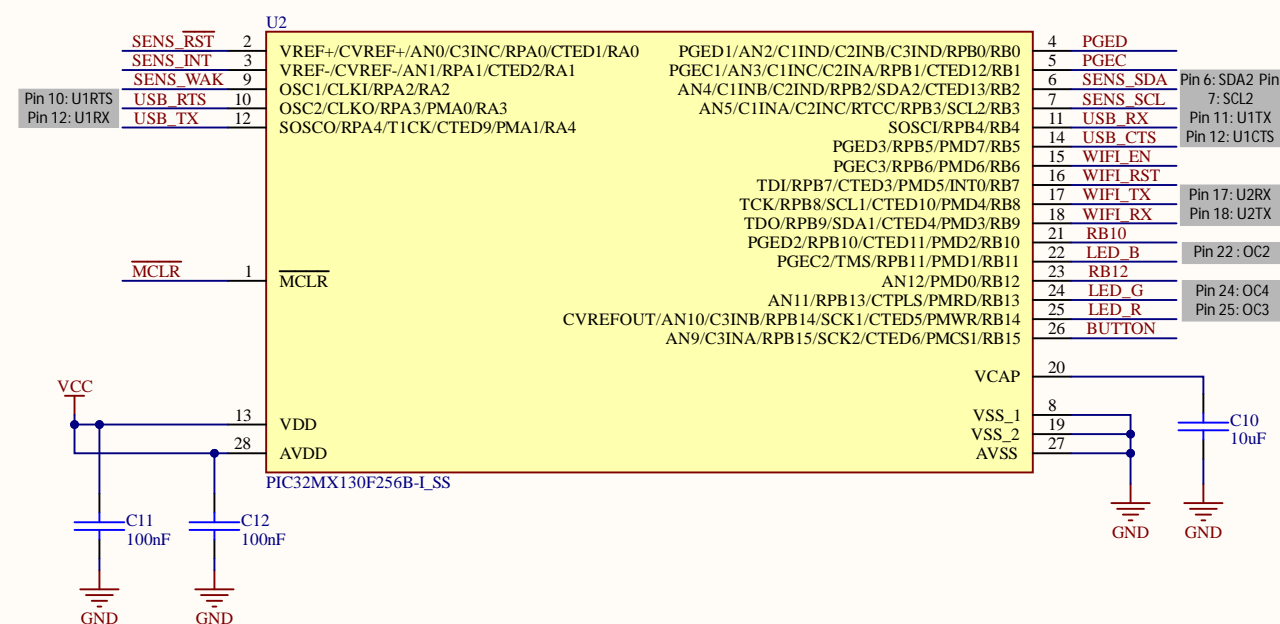 U2
SENS_RST 2 VREF+/CVREF+/AN0/C3INC/RPA0/CTED1/RA0
SENS_INT 3 VREF-/CVREF-/AN1/RPA1/CTED2/RA1
SENS_WAK 9 OSC1/CLKI/RPA2/RA2
Pin 10: U1RTS USB_RTS 10 OSC2/CLKO/RPA3/PMA0/RA3
Pin 12: U1RX USB_TX 12 SOSCO/RPA4/T1CK/CTED9/PMA1/RA4
MCLR 1 MCLR
VCC
13 VDD
28 AVDD
PGED1/AN2/C1IND/C2INB/C3IND/RPB0/RB0 4 PGED
PGEC1/AN3/C1INC/C2INA/RPB1/CTED12/RB1 5 PGEC
AN4/C1INB/C2IND/RPB2/SDA2/CTED13/RB2 6 SENS_SDA Pin 6: SDA2 Pin
AN5/C1INA/C2INC/RTCC/RPB3/SCL2/RB3 7 SENS_SCL 7: SCL2
SOSCI/RPB4/RB4 11 USB_RX Pin 11: U1TX
PGED3/RPB5/PMD7/RB5 14 USB_CTS Pin 12: U1CTS
PGEC3/RPB6/PMD6/RB6 15 WIFI_EN
TDI/RPB7/CTED3/PMD5/INT0/RB7 16 WIFI_RST
TCK/RPB8/SCL1/CTED10/PMD4/RB8 17 WIFI_TX Pin 17: U2RX
TDO/RPB9/SDA1/CTED4/PMD3/RB9 18 WIFI_RX Pin 18: U2TX
PGED2/RPB10/CTED11/PMD2/RB10 21 RB10
PGEC2/TMS/RPB11/PMD1/RB11 22 LED_B Pin 22 : OC2
AN12/PMD0/RB12 23 RB12
AN11/RPB13/CTPLS/PMRD/RB13 24 LED_G Pin 24: OC4
CVREFOUT/AN10/C3INB/RPB14/SCK1/CTED5/PMWR/RB14 25 LED_R Pin 25: OC3
AN9/C3INA/RPB15/SCK2/CTED6/PMCS1/RB15 26 BUTTON
VCAP 20
VSS_1 8
VSS_2 19
AVSS 27
C10
10uF
PIC32MX130F256B-I_SS
C11
100nF
C12
100nF
GND
GND
GND
GND